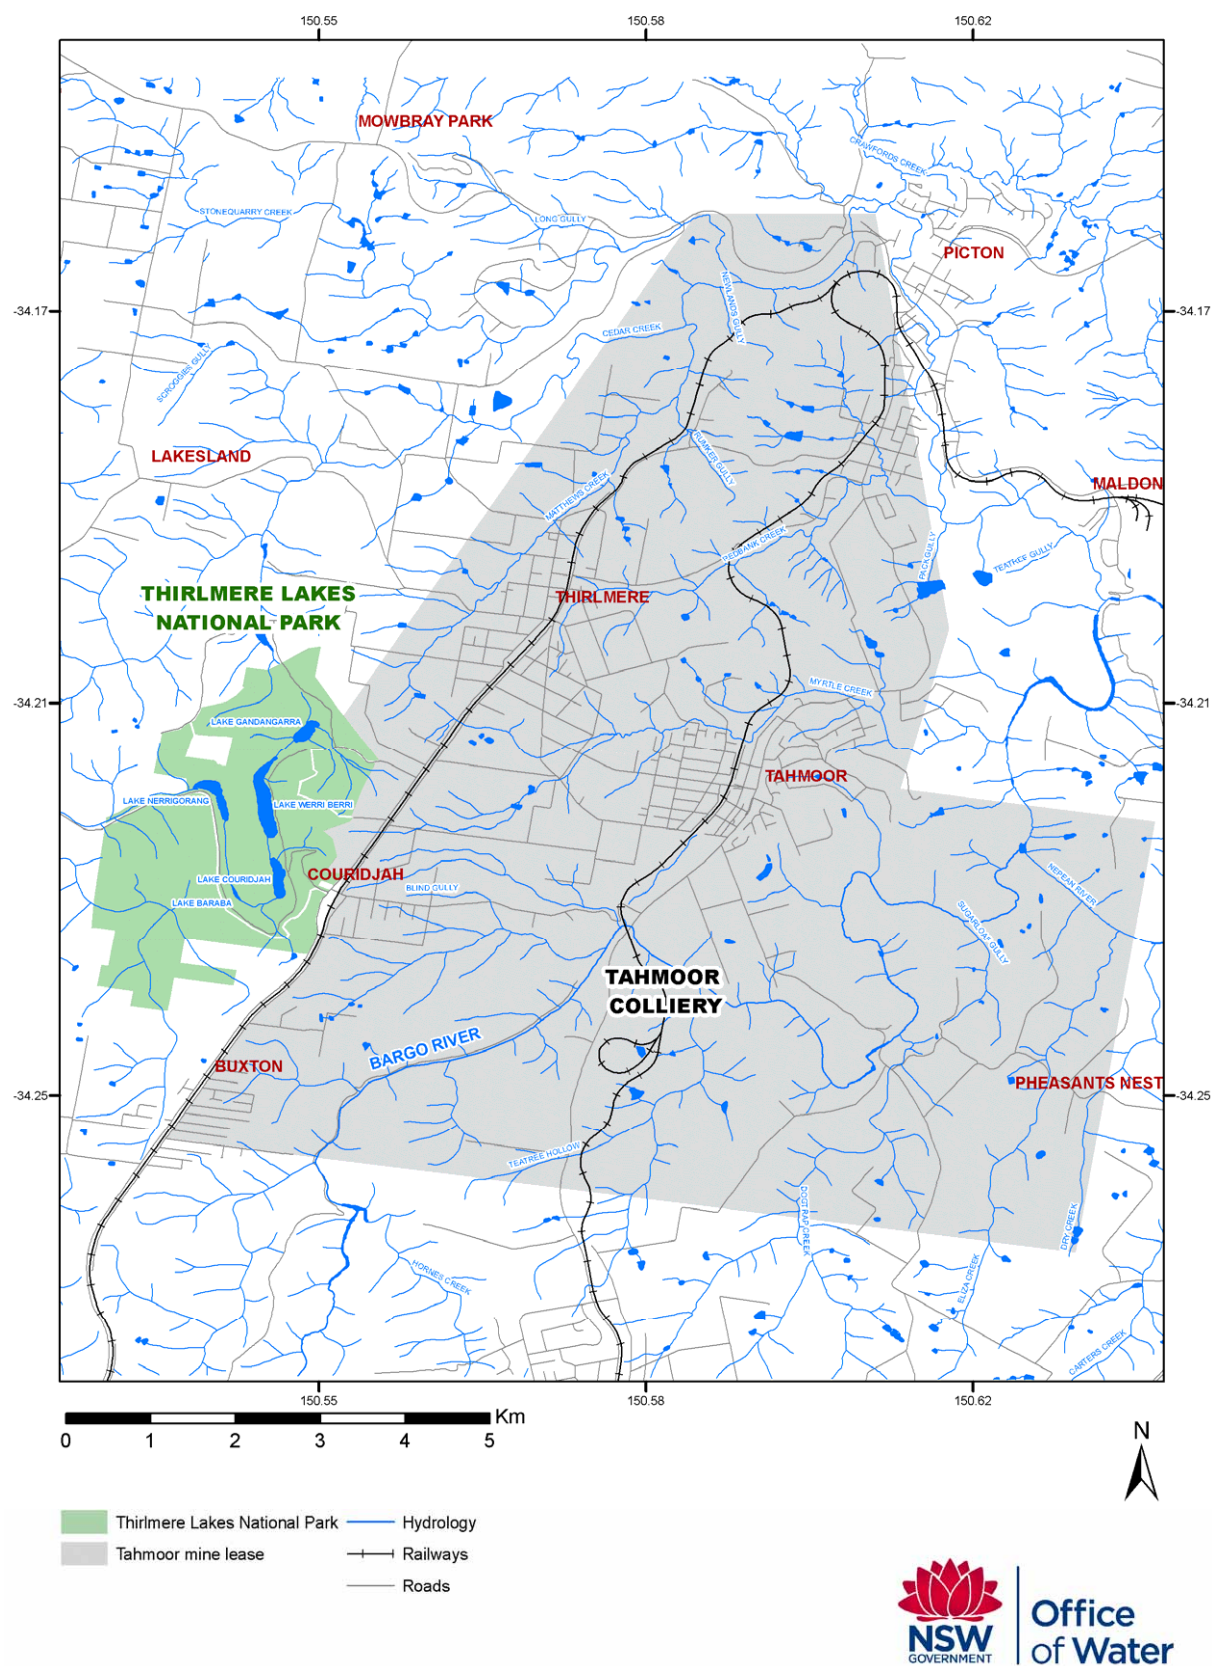 150.55
150.58
150.62
MOWBRAY PARK
CRAWFORDS CREEK
STONEQUARRY CREEK
LONG GULLY
PICTON
NEWLANDS GULLY
-34.17
-34.17
CEDAR CREEK
SCROGGIES GULLY
LAKESLAND
RUMKER GULLY
MATTHEWS CREEK
MALDON
REDBANK CREEK
PACK GULLY
TEATREE GULLY
THIRLMERE LAKES
NATIONAL PARK
THIRLMERE
MYRTLE CREEK
-34.21
-34.21
LAKE GANDANGARRA
TAHMOOR
LAKE NERRIGORANG
LAKE WERRI BERRI
COURIDJAH
LAKE COURIDJAH
BLIND GULLY
NEPEAN RIVER
LAKE BARABA
SUGARLOAF GULLY
TAHMOOR
COLLIERY
BARGO RIVER
BUXTON
PHEASANTS NEST
-34.25
-34.25
TEATREE HOLLOW
DOGTRAP CREEK
DRY CREEK
HORNES CREEK
ELIZA CREEK
CARTERS CREEK
150.55
150.58
150.62
Km
0 1 2 3 4 5
N
Thirlmere Lakes National Park
Hydrology
Tahmoor mine lease
Railways
Roads
NSW
GOVERNMENT
Office
of Water